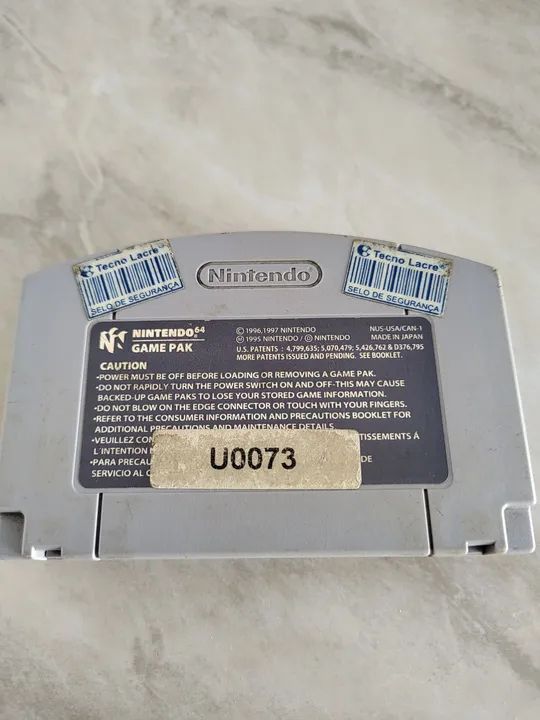 Tecno Lacre
SELO DE SEGURANÇA
Nintendo
Tecno Lacre
SELO DE SEGURANÇA
NINTENDO 64
GAME PAK
© 1996,1997 NINTENDO
Ⓜ 1995 NINTENDO / Ⓓ NINTENDO
U.S. PATENTS : 4,799,635; 5,070,479; 5,426,762 & D376,795
MORE PATENTS ISSUED AND PENDING. SEE BOOKLET.
NUS-USA/CAN-1
MADE IN JAPAN
CAUTION
•POWER MUST BE OFF BEFORE LOADING OR REMOVING A GAME PAK.
•DO NOT RAPIDLY TURN THE POWER SWITCH ON AND OFF-THIS MAY CAUSE
BACKED-UP GAME PAKS TO LOSE YOUR STORED GAME INFORMATION.
•DO NOT BLOW ON THE EDGE CONNECTOR OR TOUCH WITH YOUR FINGERS.
•REFER TO THE CONSUMER INFORMATION AND PRECAUTIONS BOOKLET FOR
ADDITIONAL PRECAUTIONS AND MAINTENANCE DETAILS
•VEUILLEZ
À
L'INTENTION
•PARA
DE
SERVICIO AL
U0073